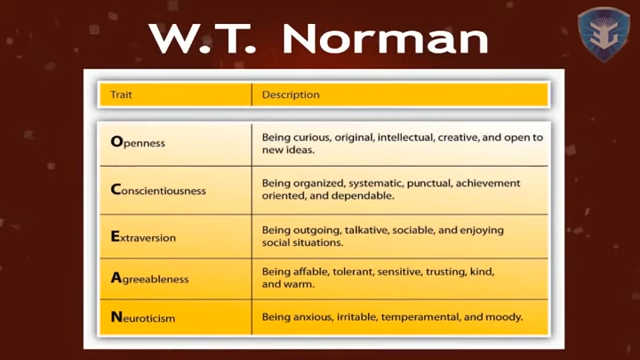 W.T. Norman
Trait Description
Openness Being curious, original, intellectual, creative, and open to
new ideas.
Conscientiousness Being organized, systematic, punctual, achievement
oriented, and dependable.
Extraversion Being outgoing, talkative, sociable, and enjoying
social situations.
Agreeableness Being affable, tolerant, sensitive, trusting, kind,
and warm.
Neuroticism Being anxious, irritable, temperamental, and moody.